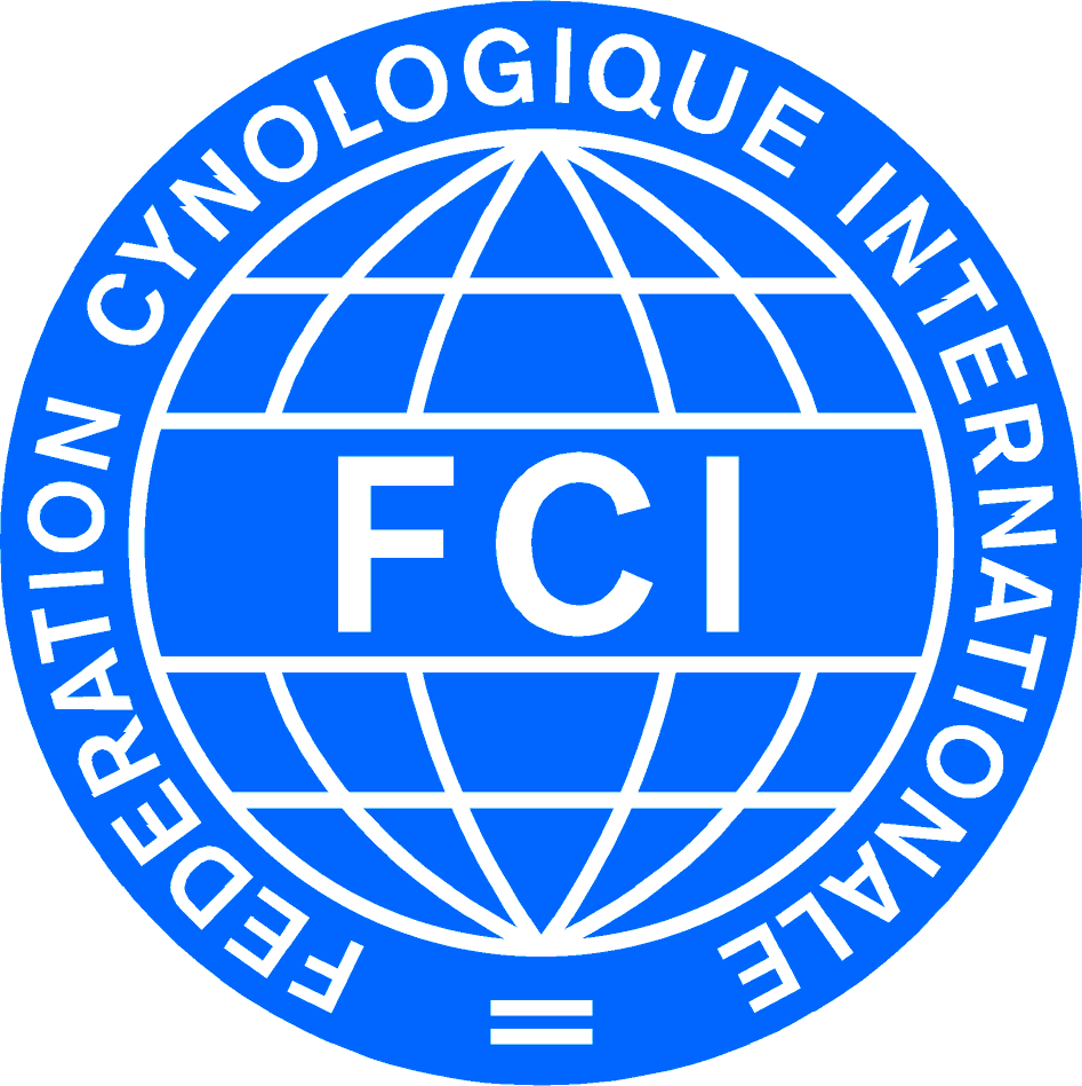 FEDERATION CYNOLOGIQUE INTERNATIONALE
FCI
=